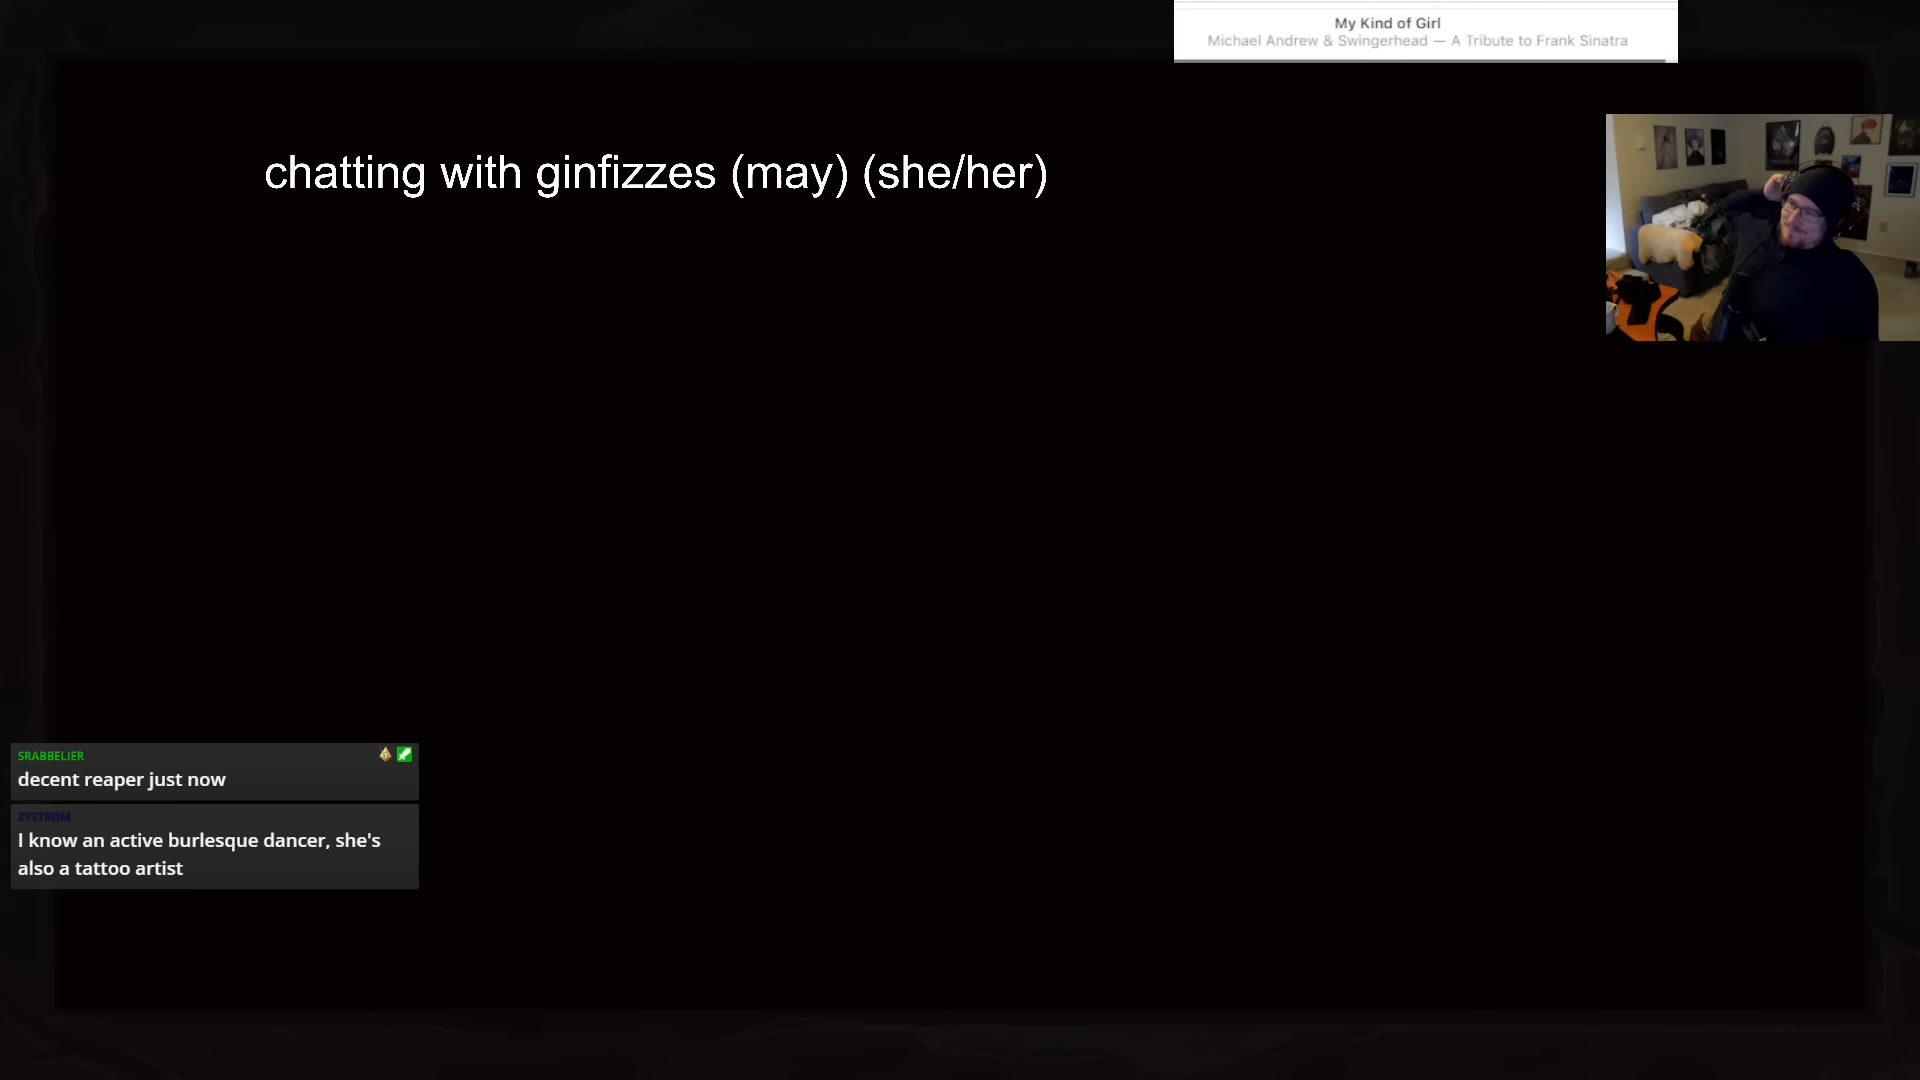 My Kind of Girl
Michael Andrew & Swingerhead — A Tribute to Frank Sinatra
chatting with ginfizzes (may) (she/her)
SRABBELIER
decent reaper just now
ZYSTROM
I know an active burlesque dancer, she's
also a tattoo artist